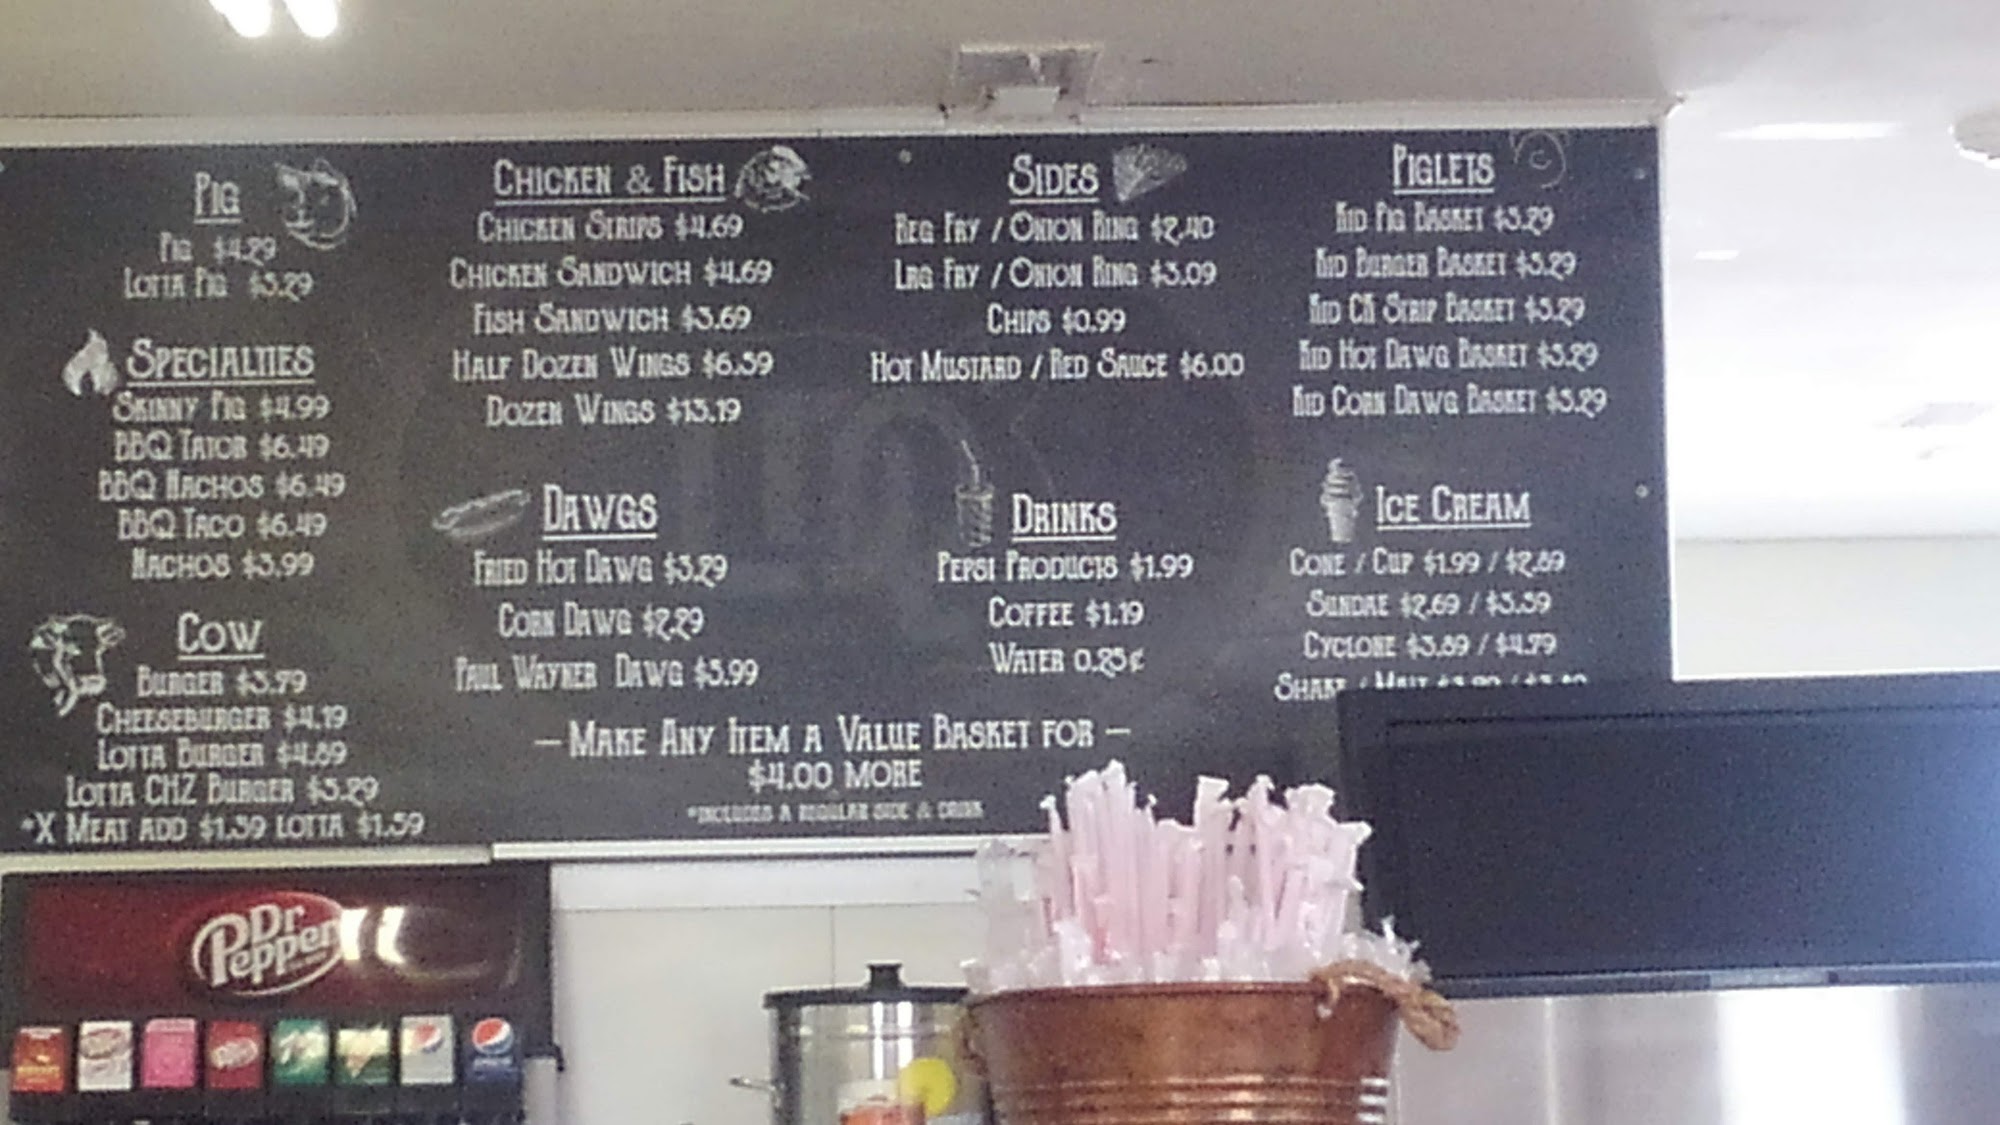 PIG
PIG $4.29
LOTTA PIG $5.29
SPECIALTIES
SKINNY PIG $4.99
BBQ TATOR $6.49
BBQ NACHOS $6.49
BBQ TACO $6.49
NACHOS $3.99
COW
BURGER $3.79
CHEESEBURGER $4.19
LOTTA BURGER $4.89
LOTTA CHZ BURGER $5.29
*X MEAT ADD $1.39 LOTTA $1.59
CHICKEN & FISH
CHICKEN STRIPS $4.69
CHICKEN SANDWICH $4.69
FISH SANDWICH $3.69
HALF DOZEN WINGS $6.59
DOZEN WINGS $13.19
DAWGS
FRIED HOT DAWG $3.29
CORN DAWG $2.29
PAUL WAYNER DAWG $5.99
– MAKE ANY ITEM A VALUE BASKET FOR –
$4.00 MORE
*INCLUDES A REGULAR SIDE & DRINK
SIDES
REG FRY / ONION RING $2.40
LRG FRY / ONION RING $3.09
CHIPS $0.99
HOT MUSTARD / RED SAUCE $6.00
DRINKS
PEPSI PRODUCTS $1.99
COFFEE $1.19
WATER 0.25¢
PIGLETS
KID PIG BASKET $5.29
KID BURGER BASKET $5.29
KID CK STRIP BASKET $5.29
KID HOT DAWG BASKET $5.29
KID CORN DAWG BASKET $5.29
ICE CREAM
CONE / CUP $1.99 / $2.69
SUNDAE $2.69 / $3.59
CYCLONE $3.89 / $4.79
SHAKE / MALT
Dr
Pepper